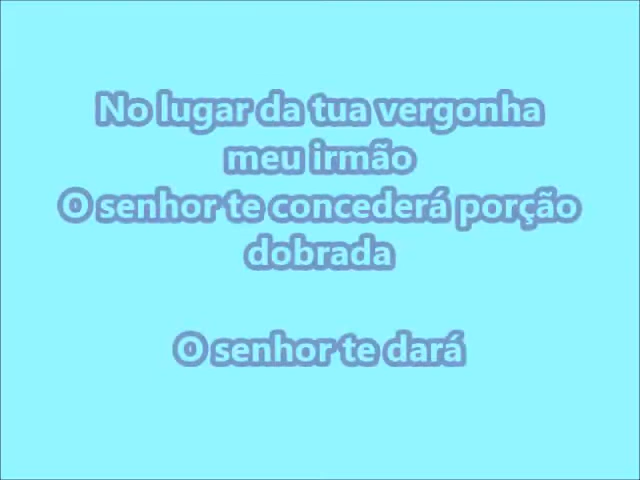 No lugar da tua vergonha
meu irmão
O senhor te concederá porção
dobrada
O senhor te dará